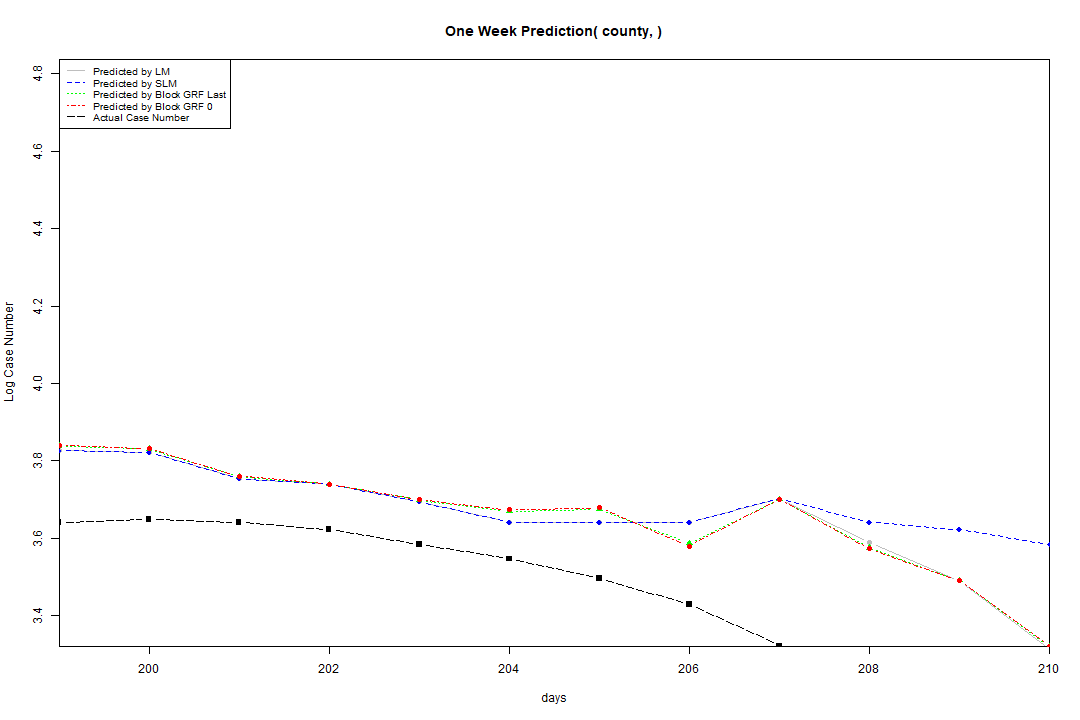 One Week Prediction( county, )
Predicted by LM
Predicted by SLM
Predicted by Block GRF Last
Predicted by Block GRF 0
Actual Case Number
4.8
4.6
4.4
4.2
4.0
3.8
3.6
3.4
Log Case Number
200 202 204 206 208 210
days